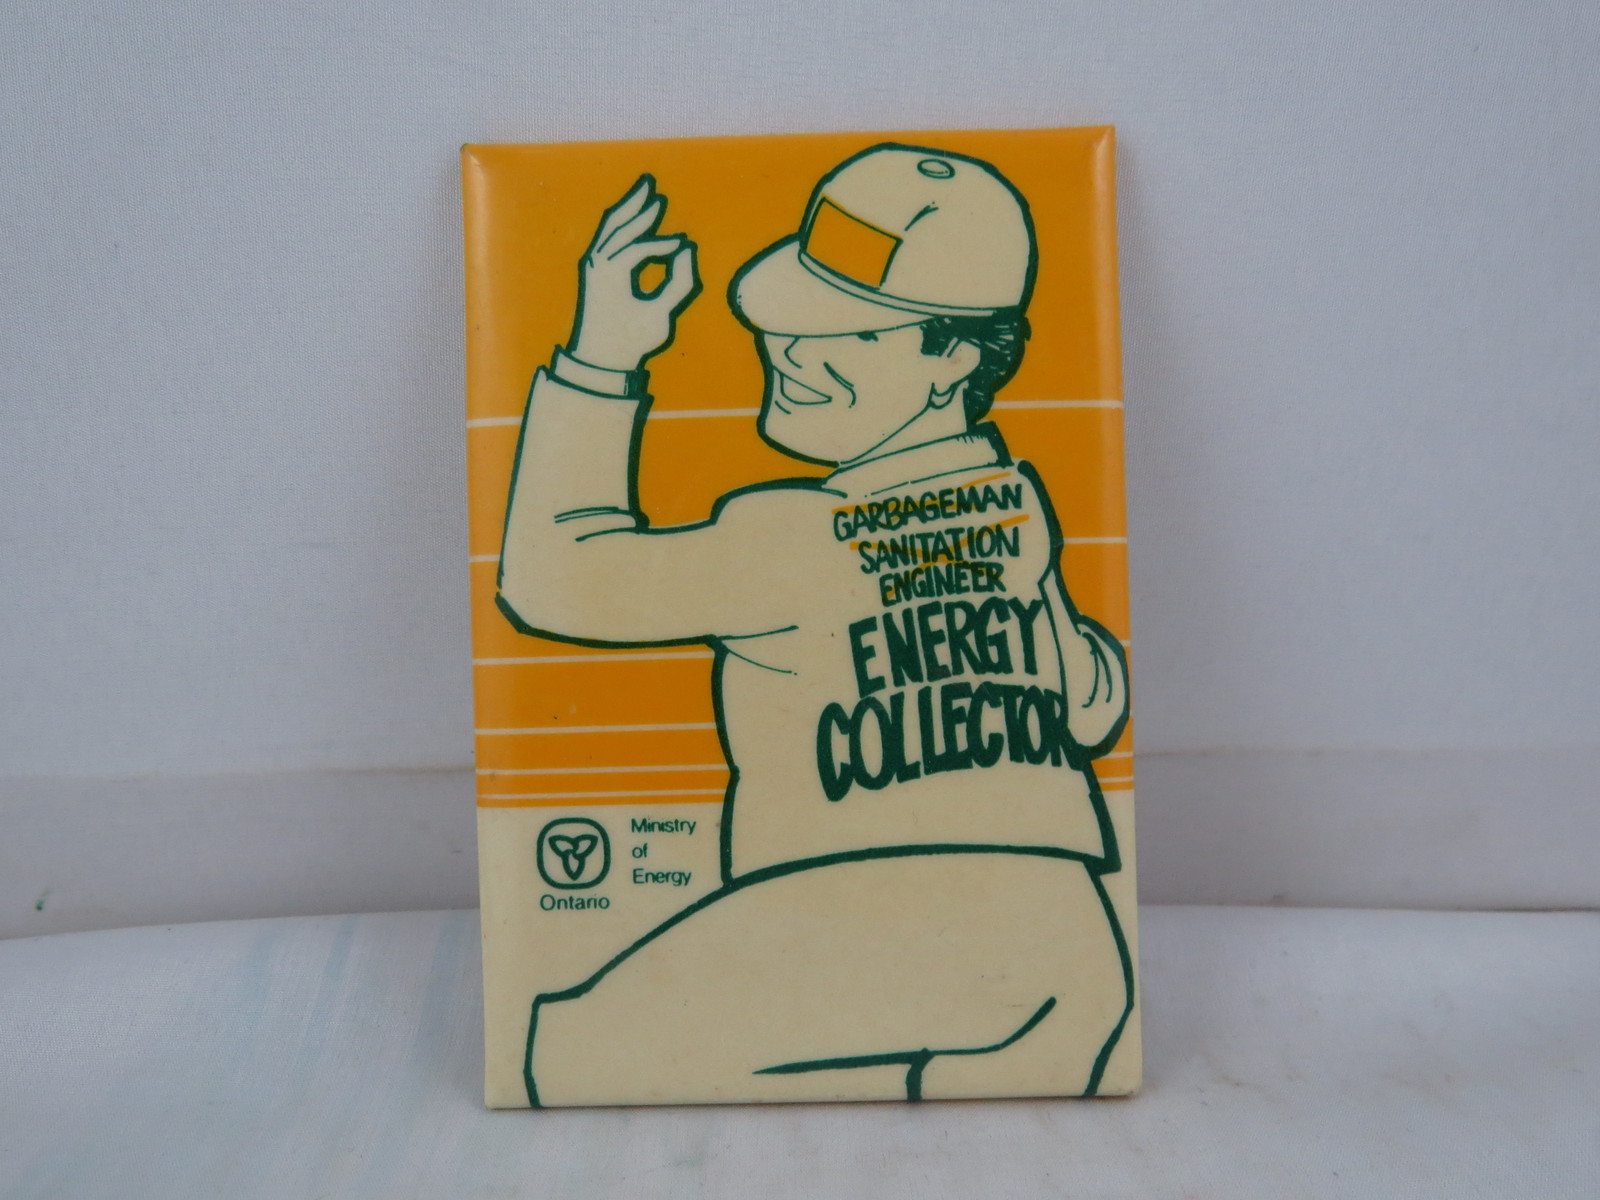 GARBAGEMAN
SANITATION
ENGINEER
ENERGY
COLLECTOR
Ministry
of
Energy
Ontario